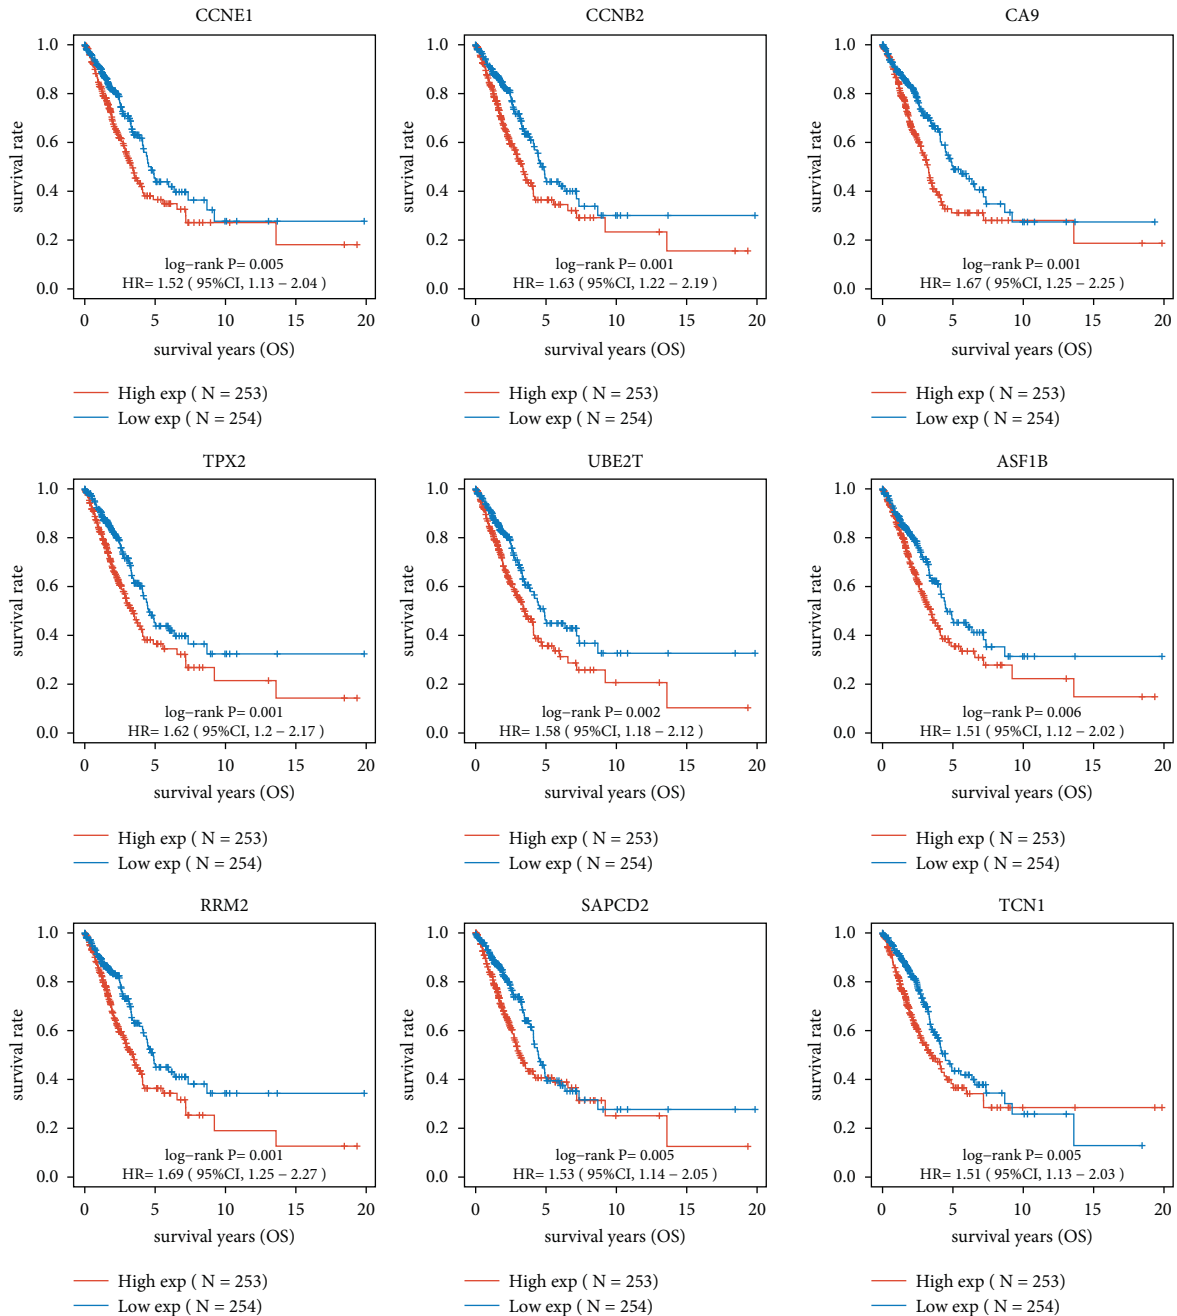 CCNE1
1.0
0.8
0.6
0.4
0.2
0.0
survival rate
log−rank P= 0.005
HR= 1.52 ( 95%CI, 1.13 − 2.04 )
0 5 10 15 20
survival years (OS)
High exp ( N = 253)
Low exp ( N = 254)
CCNB2
1.0
0.8
0.6
0.4
0.2
0.0
survival rate
log−rank P= 0.001
HR= 1.63 ( 95%CI, 1.22 − 2.19 )
0 5 10 15 20
survival years (OS)
High exp ( N = 253)
Low exp ( N = 254)
CA9
1.0
0.8
0.6
0.4
0.2
0.0
survival rate
log−rank P= 0.001
HR= 1.67 ( 95%CI, 1.25 − 2.25 )
0 5 10 15 20
survival years (OS)
High exp ( N = 253)
Low exp ( N = 254)
TPX2
1.0
0.8
0.6
0.4
0.2
0.0
survival rate
log−rank P= 0.001
HR= 1.62 ( 95%CI, 1.2 − 2.17 )
0 5 10 15 20
survival years (OS)
High exp ( N = 253)
Low exp ( N = 254)
UBE2T
1.0
0.8
0.6
0.4
0.2
0.0
survival rate
log−rank P= 0.002
HR= 1.58 ( 95%CI, 1.18 − 2.12 )
0 5 10 15 20
survival years (OS)
High exp ( N = 253)
Low exp ( N = 254)
ASF1B
1.0
0.8
0.6
0.4
0.2
0.0
survival rate
log−rank P= 0.006
HR= 1.51 ( 95%CI, 1.12 − 2.02 )
0 5 10 15 20
survival years (OS)
High exp ( N = 253)
Low exp ( N = 254)
RRM2
1.0
0.8
0.6
0.4
0.2
0.0
survival rate
log−rank P= 0.001
HR= 1.69 ( 95%CI, 1.25 − 2.27 )
0 5 10 15 20
survival years (OS)
High exp ( N = 253)
Low exp ( N = 254)
SAPCD2
1.0
0.8
0.6
0.4
0.2
0.0
survival rate
log−rank P= 0.005
HR= 1.53 ( 95%CI, 1.14 − 2.05 )
0 5 10 15 20
survival years (OS)
High exp ( N = 253)
Low exp ( N = 254)
TCN1
1.0
0.8
0.6
0.4
0.2
0.0
survival rate
log−rank P= 0.005
HR= 1.51 ( 95%CI, 1.13 − 2.03 )
0 5 10 15 20
survival years (OS)
High exp ( N = 253)
Low exp ( N = 254)